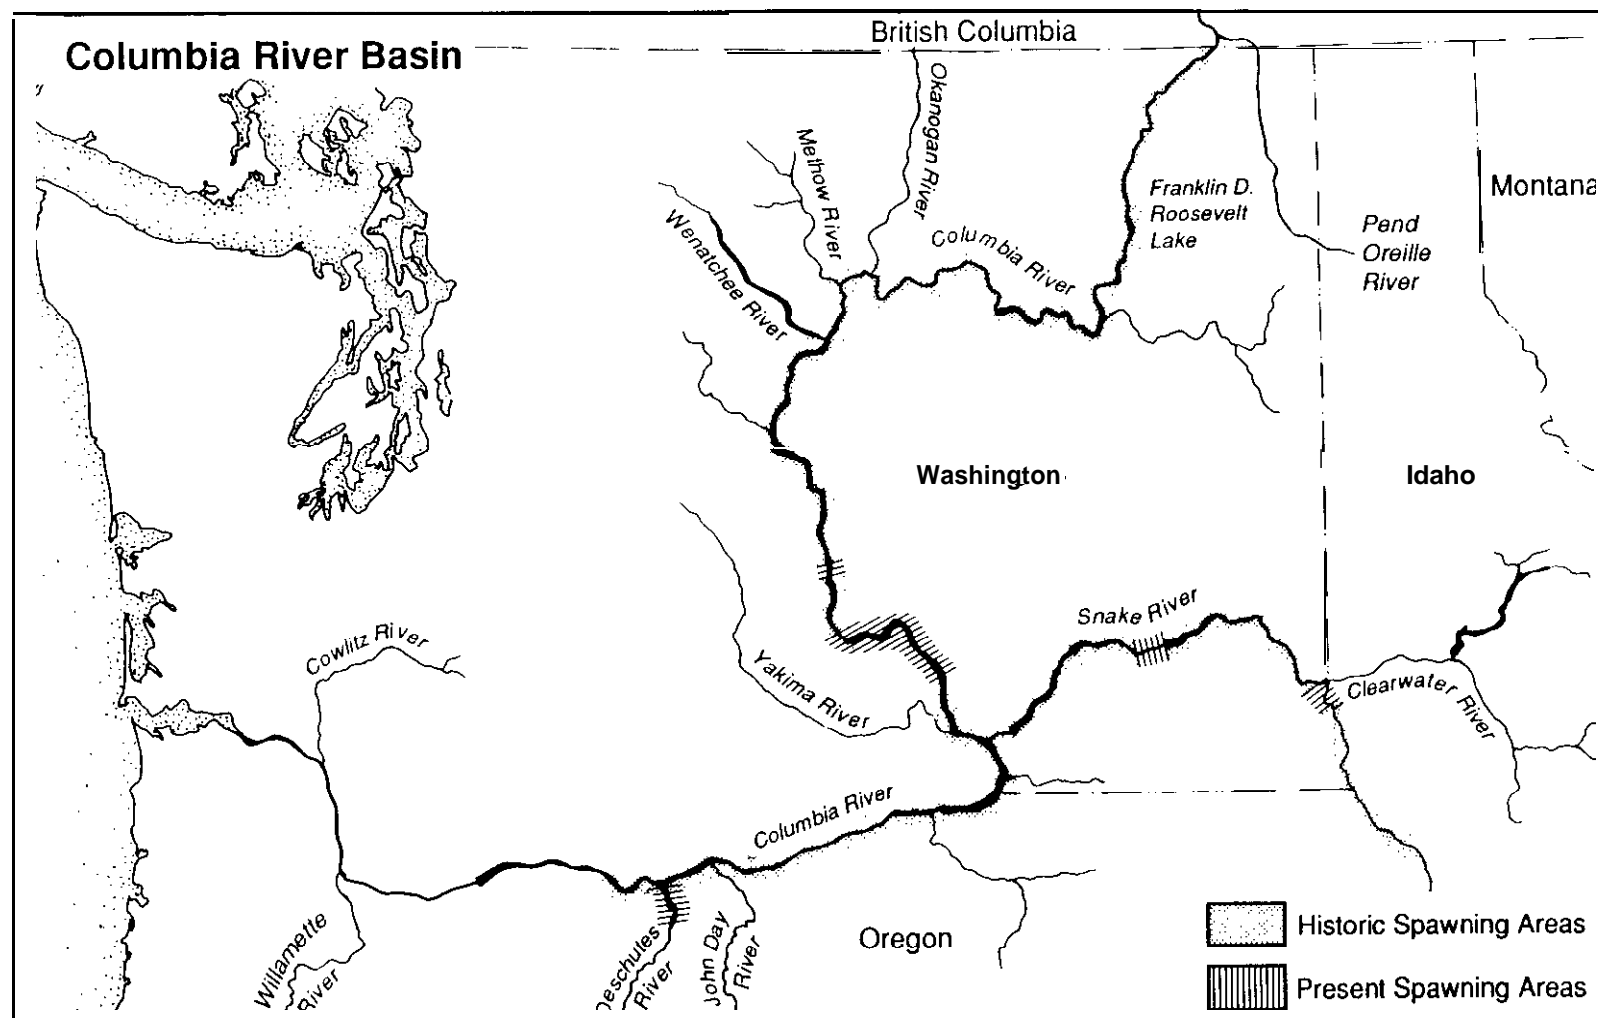 Columbia River Basin
British Columbia
Okanogan River
Methow River
Wenatchee River
Columbia River
Franklin D.
Roosevelt
Lake
Montana
Pend
Oreille
River
Washington
Idaho
Snake River
Cowlitz River
Yakima River
Clearwater River
Columbia River
Willamette
River
Deschutes
River
John Day
River
Oregon
Historic Spawning Areas
Present Spawning Areas